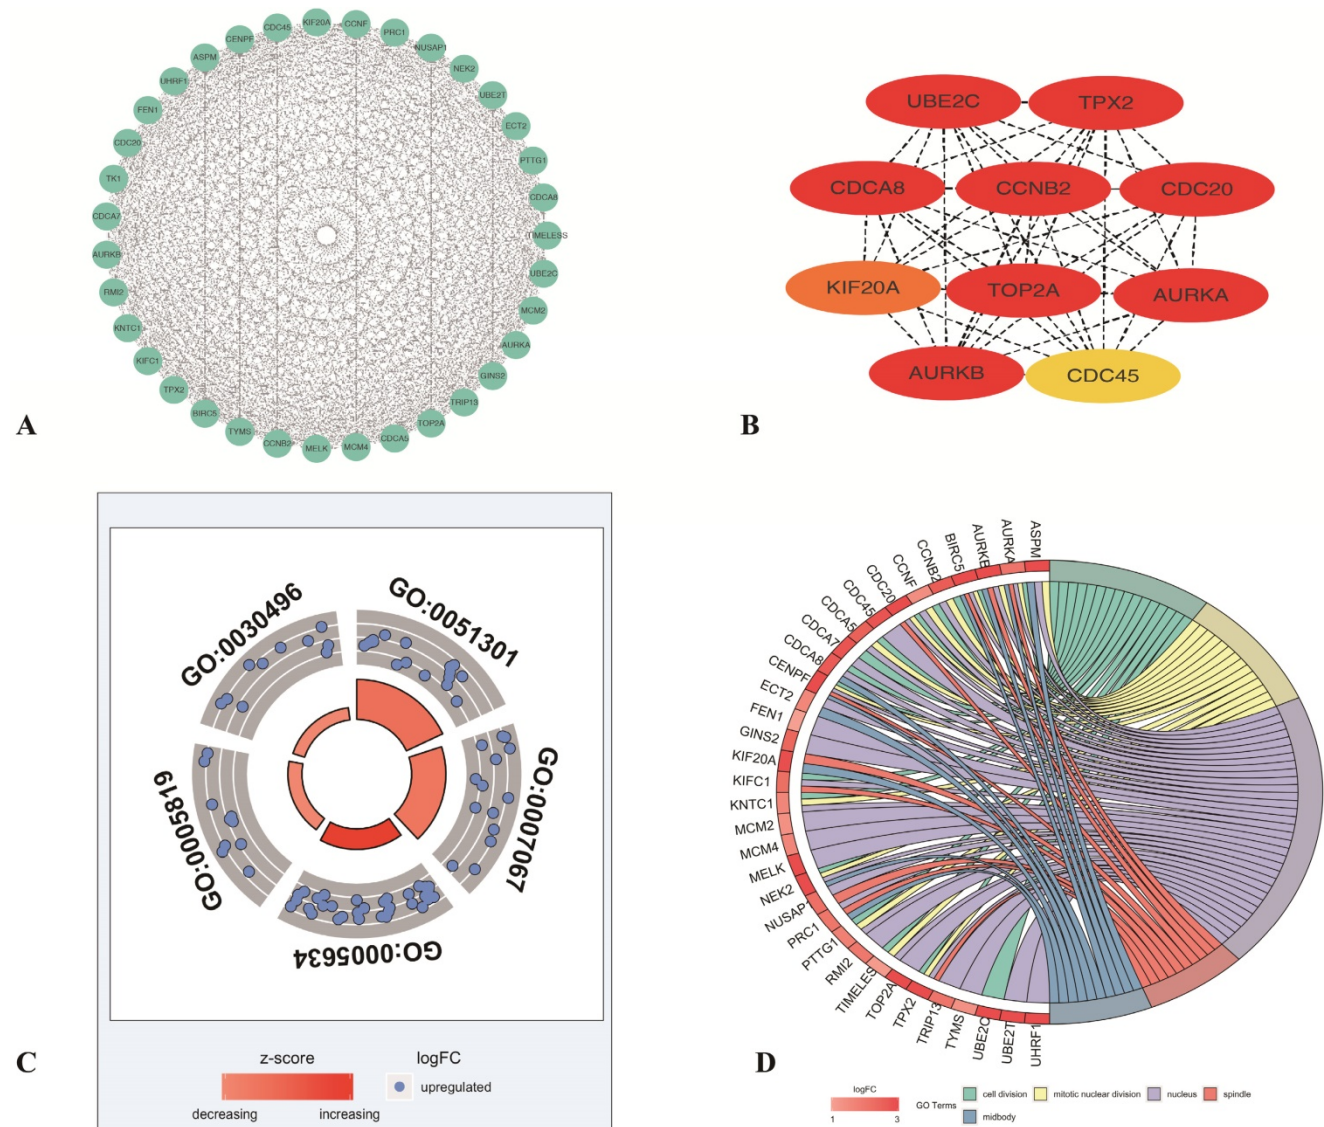 KIF20A
CCNF
PRC1
NUSAP1
NEK2
UBE2T
ECT2
PTTG1
CDCA8
TIMELESS
UBE2C
MCM2
AURKA
GINS2
TRIP13
TOP2A
CDCA5
MCM4
MELK
CCNB2
TYMS
BIRC5
TPX2
KIFC1
KNTC1
RMI2
AURKB
CDCA7
TK1
CDC20
FEN1
UHRF1
ASPM
CENPF
CDC45
A
UBE2C TPX2
CDCA8 CCNB2 CDC20
KIF20A TOP2A AURKA
AURKB CDC45
B
GO:0030496
GO:0051301
GO:0007067
GO:0005634
GO:0005819
C
z-score logFC
upregulated
decreasing increasing
ASPM
AURKA
AURKB
BIRC5
CCNB2
CCNF
CDC20
CDC45
CDCA5
CDCA7
CDCA8
CENPF
ECT2
FEN1
GINS2
KIF20A
KIFC1
KNTC1
MCM2
MCM4
MELK
NEK2
NUSAP1
PRC1
PTTG1
RMI2
TIMELESS
TOP2A
TPX2
TRIP13
TYMS
UBE2C
UBE2T
UHRF1
D
logFC
1 3
GO Terms cell division mitotic nuclear division nucleus spindle
midbody